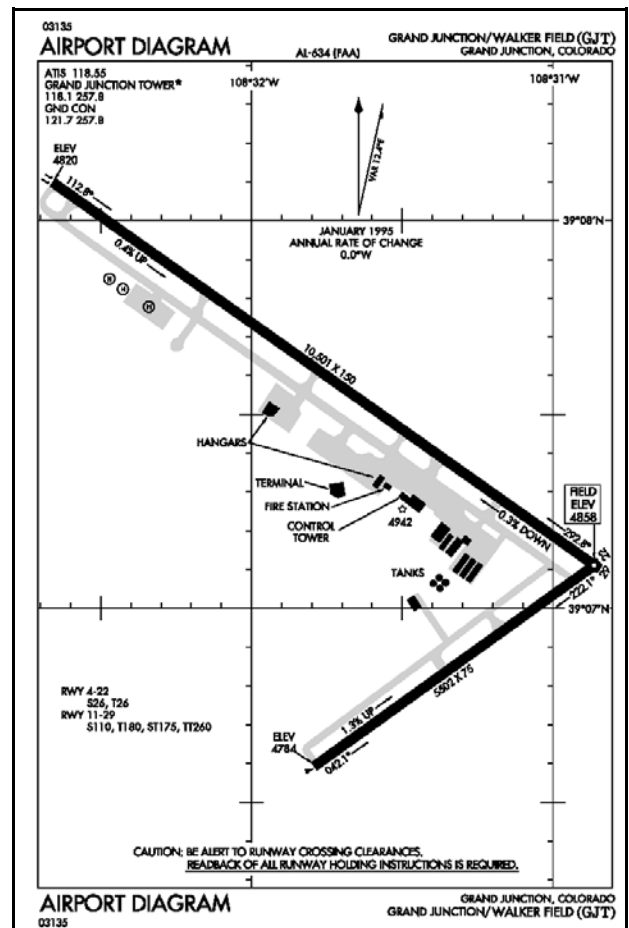 03135
AIRPORT DIAGRAM
AL-634 (FAA)
GRAND JUNCTION/WALKER FIELD (GJT)
GRAND JUNCTION, COLORADO
ATIS 118.55
GRAND JUNCTION TOWER*
118.1 257.8
GND CON
121.7 257.8
108°32'W
108°31'W
VAR 12.4°E
JANUARY 1995
ANNUAL RATE OF CHANGE
0.0°W
39°08'N
ELEV
4820
11
112.8°
0.4% UP
H
H
H
10,501 X 150
HANGARS
TERMINAL
FIRE STATION
CONTROL
TOWER
4942
0.3% DOWN
FIELD
ELEV
4858
292.8°
22
29
222.1°
TANKS
39°07'N
5502 X 75
RWY 4-22
S26, T26
RWY 11-29
S110, T180, ST175, TT260
1.3% UP
ELEV
4784
042.1°
CAUTION: BE ALERT TO RUNWAY CROSSING CLEARANCES.
READBACK OF ALL RUNWAY HOLDING INSTRUCTIONS IS REQUIRED.
AIRPORT DIAGRAM
03135
GRAND JUNCTION, COLORADO
GRAND JUNCTION/WALKER FIELD (GJT)